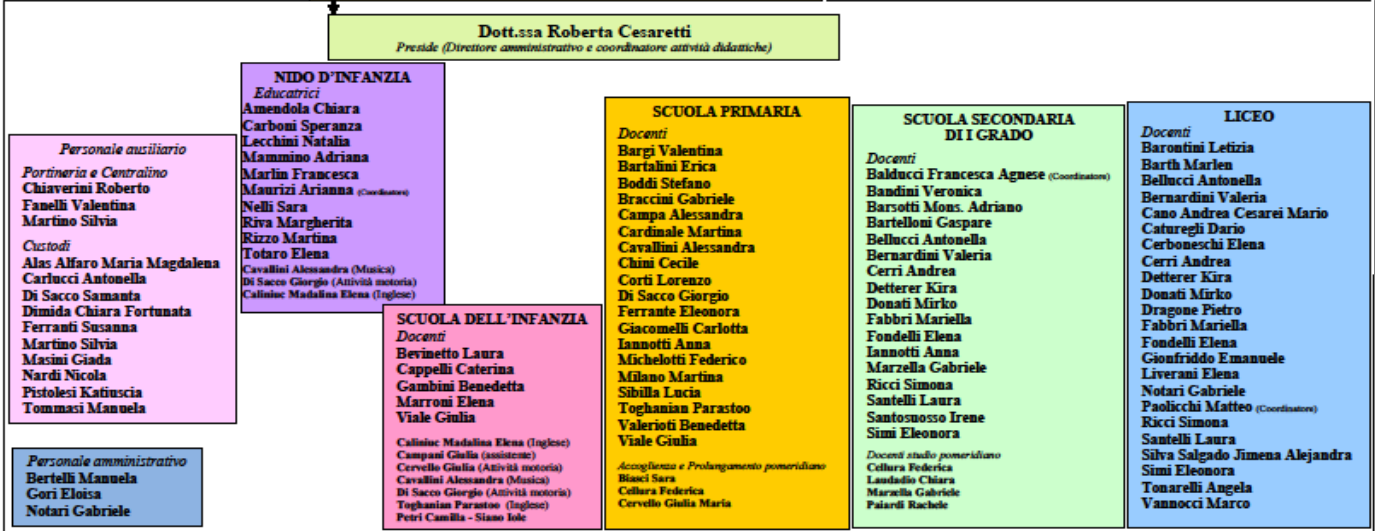 Dott.ssa Roberta Cesaretti
Preside (Direttore amministrativo e coordinatore attività didattiche)
Personale ausiliario
Portineria e Centralino
Chiaverini Roberto
Fanelli Valentina
Martino Silvia
Custodi
Alas Alfaro Maria Magdalena
Carlucci Antonella
Di Sacco Samanta
Dimida Chiara Fortunata
Ferranti Susanna
Martino Silvia
Masini Giada
Nardi Nicola
Pistolesi Katiuscia
Tommasi Manuela
Personale amministrativo
Bertelli Manuela
Gori Eloisa
Notari Gabriele
NIDO D'INFANZIA
Educatrici
Amendola Chiara
Carboni Speranza
Lecchini Natalia
Mammino Adriana
Marlin Francesca
Maurizi Arianna (Coordinatore)
Nelli Sara
Riva Margherita
Rizzo Martina
Totaro Elena
Cavallini Alessandra (Musica)
Di Sacco Giorgio (Attività motoria)
Caliniuc Madalina Elena (Inglese)
SCUOLA DELL'INFANZIA
Docenti
Bevinetto Laura
Cappelli Caterina
Gambini Benedetta
Marroni Elena
Viale Giulia
Caliniuc Madalina Elena (Inglese)
Campani Giulia (assistente)
Cervello Giulia (Attività motoria)
Cavallini Alessandra (Musica)
Di Sacco Giorgio (Attività motoria)
Toghanian Parastoo (Inglese)
Petri Camilla - Siano Iole
SCUOLA PRIMARIA
Docenti
Bargi Valentina
Bartalini Erica
Boddi Stefano
Braccini Gabriele
Campa Alessandra
Cardinale Martina
Cavallini Alessandra
Chini Cecile
Corti Lorenzo
Di Sacco Giorgio
Ferrante Eleonora
Giacomelli Carlotta
Iannotti Anna
Michelotti Federico
Milano Martina
Sibilla Lucia
Toghanian Parastoo
Valerioti Benedetta
Viale Giulia
Accoglienza e Prolungamento pomeridiano
Biasci Sara
Cellura Federica
Cervello Giulia Maria
SCUOLA SECONDARIA
DI I GRADO
Docenti
Balducci Francesca Agnese (Coordinatore)
Bandini Veronica
Barsotti Mons. Adriano
Bartelloni Gaspare
Bellucci Antonella
Bernardini Valeria
Cerri Andrea
Detterer Kira
Donati Mirko
Fabbri Mariella
Fondelli Elena
Iannotti Anna
Marzella Gabriele
Ricci Simona
Santelli Laura
Santosuosso Irene
Simi Eleonora
Docenti studio pomeridiano
Cellura Federica
Laudadio Chiara
Marzella Gabriele
Paiardi Rachele
LICEO
Docenti
Barontini Letizia
Barth Marlen
Bellucci Antonella
Bernardini Valeria
Cano Andrea Cesarei Mario
Caturegli Dario
Cerboneschi Elena
Cerri Andrea
Detterer Kira
Donati Mirko
Dragone Pietro
Fabbri Mariella
Fondelli Elena
Gionfriddo Emanuele
Liverani Elena
Notari Gabriele
Paolicchi Matteo (Coordinatore)
Ricci Simona
Santelli Laura
Silva Salgado Jimena Alejandra
Simi Eleonora
Tonarelli Angela
Vannocci Marco